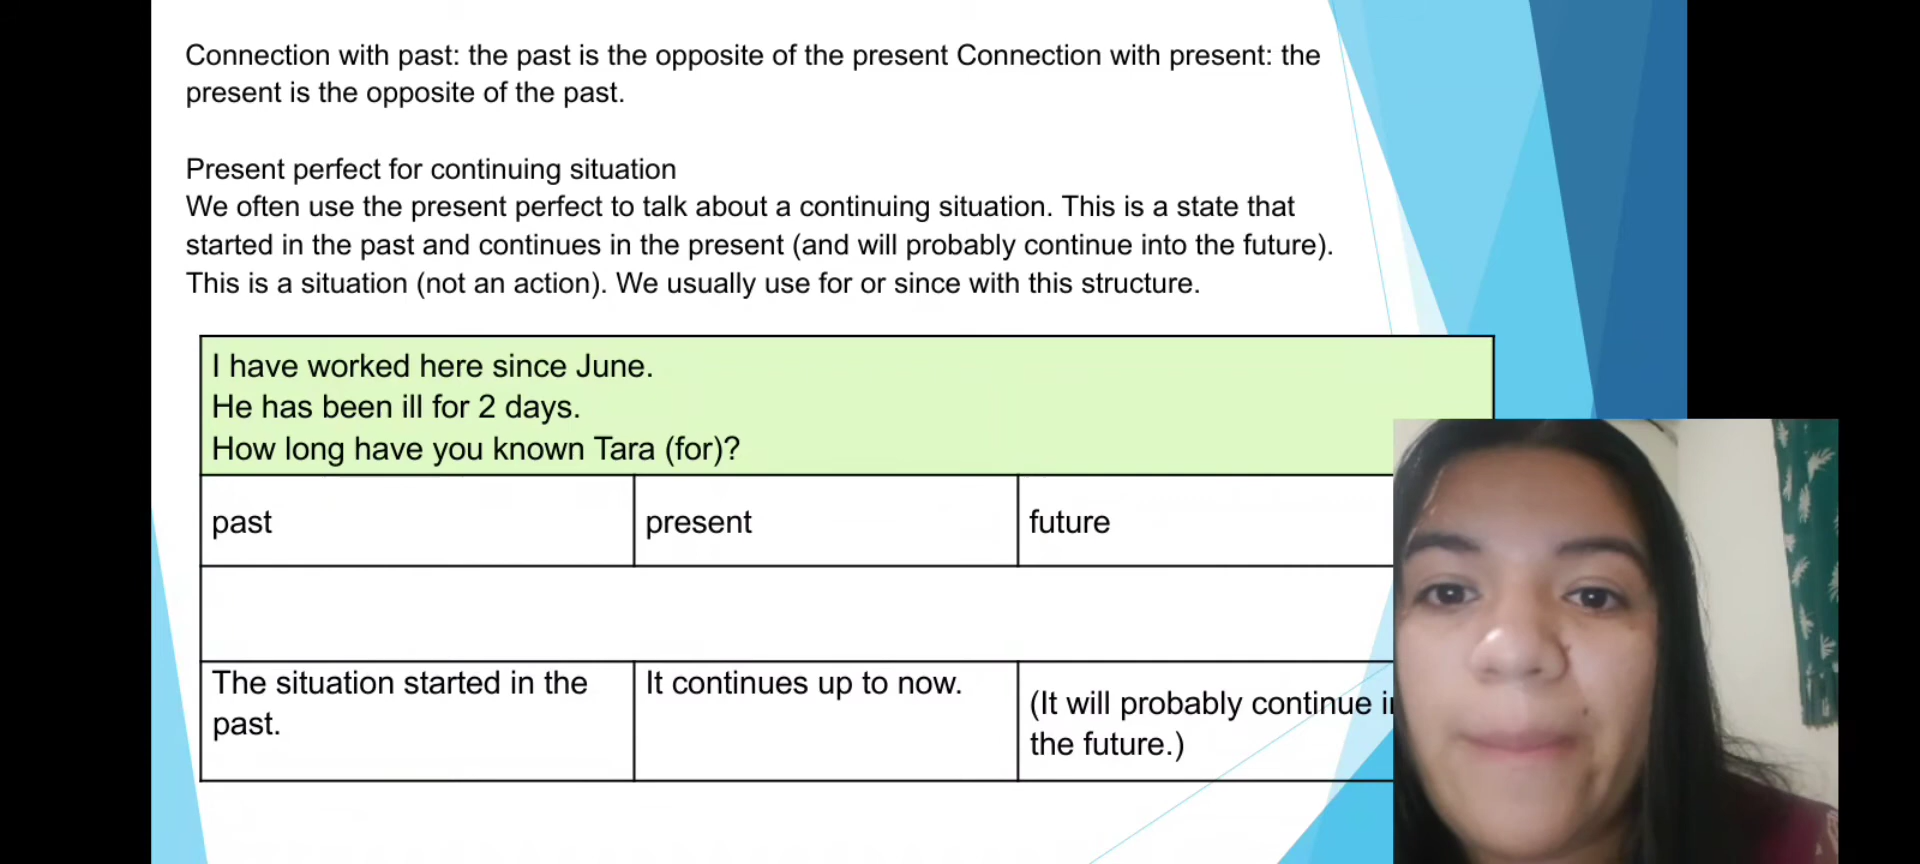 Connection with past: the past is the opposite of the present Connection with present: the
present is the opposite of the past.
Present perfect for continuing situation
We often use the present perfect to talk about a continuing situation. This is a state that
started in the past and continues in the present (and will probably continue into the future).
This is a situation (not an action). We usually use for or since with this structure.
I have worked here since June.
He has been ill for 2 days.
How long have you known Tara (for)?
past
present
future
The situation started in the
past.
It continues up to now.
(It will probably continue
the future.)